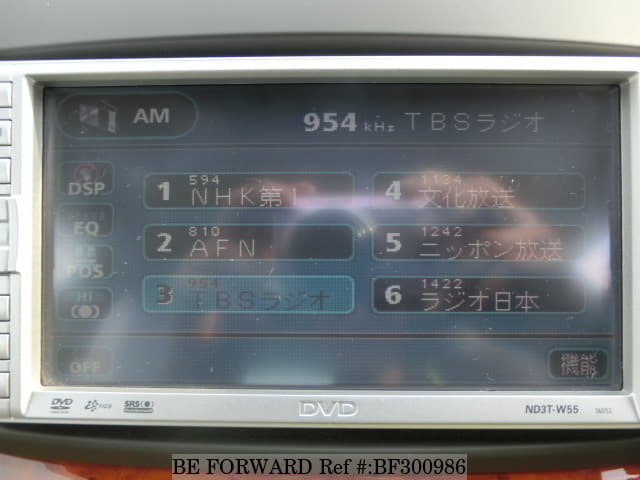 AM
954 kHz TBSラジオ
DSP
EQ
POS
HI
OFF
594
1 NHK第1
810
2 AFN
954
3 TBSラジオ
1134
4 文化放送
1242
5 ニッポン放送
1422
6 ラジオ日本
機能
DVD
SRS
DVD
ND3T-W55
BE FORWARD Ref #:BF300986